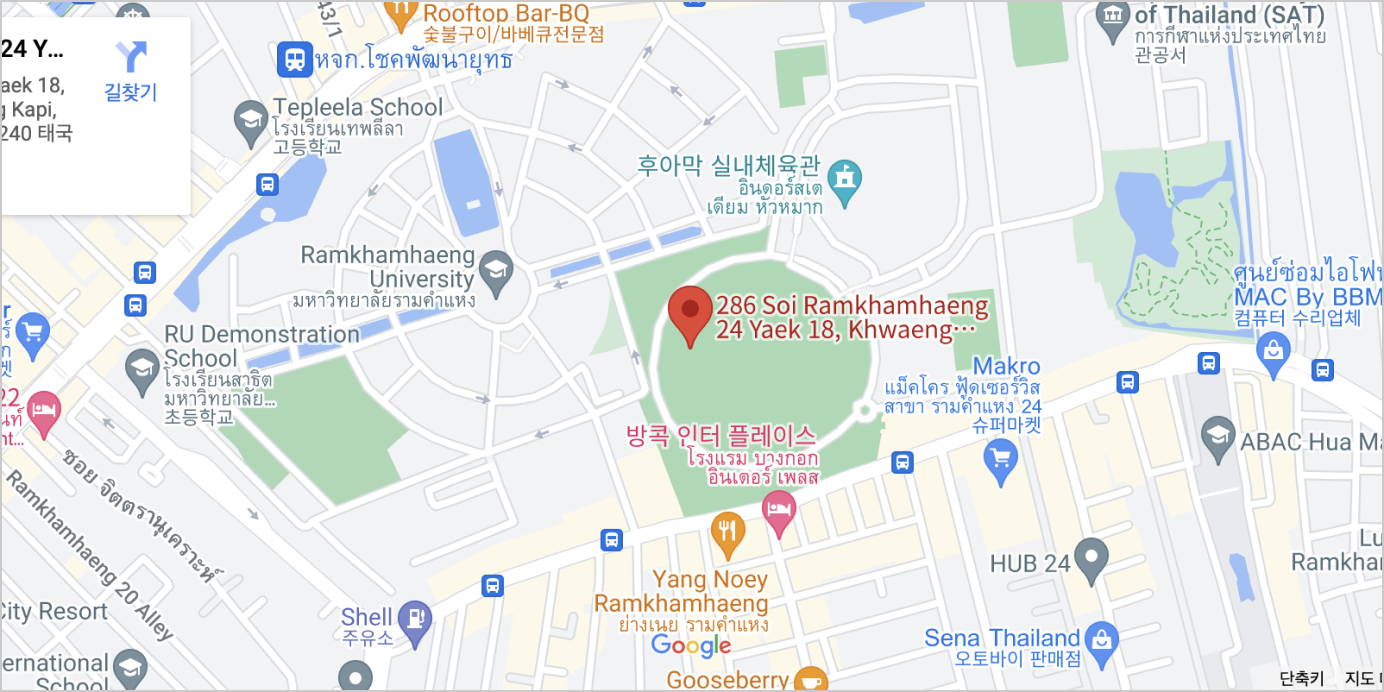 24 Y...
aek 18,
g Kapi,
240 태국
길찾기
43/1
Rooftop Bar-BQ
숯불구이/바베큐전문점
หจก.โชคพัฒนายุทธ
Tepleela School
โรงเรียนเทพลีลา
고등학교
of Thailand (SAT)
การกีฬาแห่งประเทศไทย
관공서
후아막 실내체육관
อินดอร์สเต
เดียม หัวหมาก
Ramkhamhaeng
University
มหาวิทยาลัยรามคำแหง
286 Soi Ramkhamhaeng
24 Yaek 18, Khwaeng...
ศูนย์ซ่อมไอโฟน
MAC By BBM
컴퓨터 수리업체
RU Demonstration
School
โรงเรียนสาธิต
มหาวิทยาลัย...
초등학교
Makro
แม็คโคร ฟู้ดเซอร์วิส
สาขา รามคำแหง 24
슈퍼마켓
22
방콕 인터 플레이스
โรงแรม บางกอก
อินเตอร์ เพลส
ABAC Hua Ma
ซอย จิตตรานุเคราะห์
Ramkhamhaeng 20 Alley
HUB 24
Lu
Ramkha
Yang Noey
Ramkhamhaeng
ย่างเนย รามคำแหง
City Resort
Shell
주유소
Google
Sena Thailand
오토바이 판매점
ernational
School
Gooseberry
단축키
지도